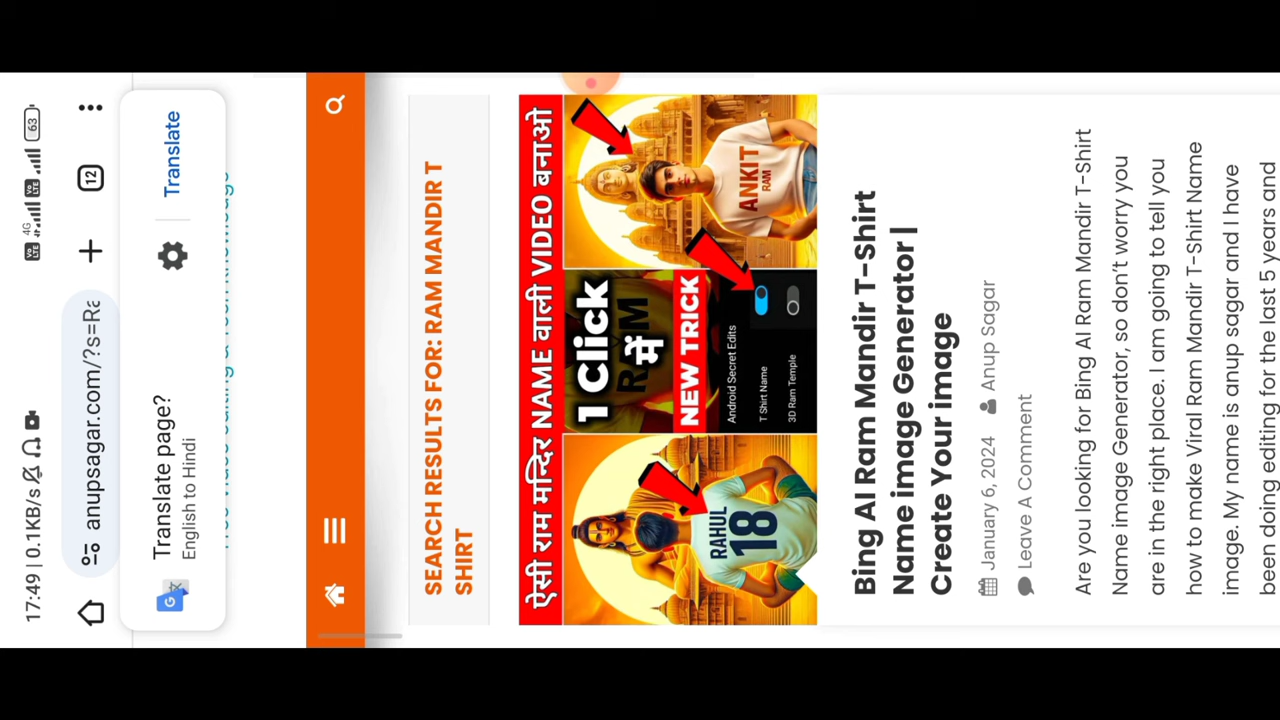 17:49 | 0.1KB/s
4G
63
anupsagar.com/?s=Ra
12
Translate page?
English to Hindi
Translate
SEARCH RESULTS FOR: RAM MANDIR T
SHIRT
ऐसी राम मन्दिर NAME वाली VIDEO बनाओ
RAHUL
18
1 Click
में
NEW TRICK
Android Secret Edits
T Shirt Name
3D Ram Temple
ANKIT
RAM
Bing AI Ram Mandir T-Shirt
Name image Generator |
Create Your image
January 6, 2024 Anup Sagar
Leave A Comment
Are you looking for Bing AI Ram Mandir T-Shirt
Name image Generator, so don't worry you
are in the right place. I am going to tell you
how to make Viral Ram Mandir T-Shirt Name
image. My name is anup sagar and I have
been doing editing for the last 5 years and